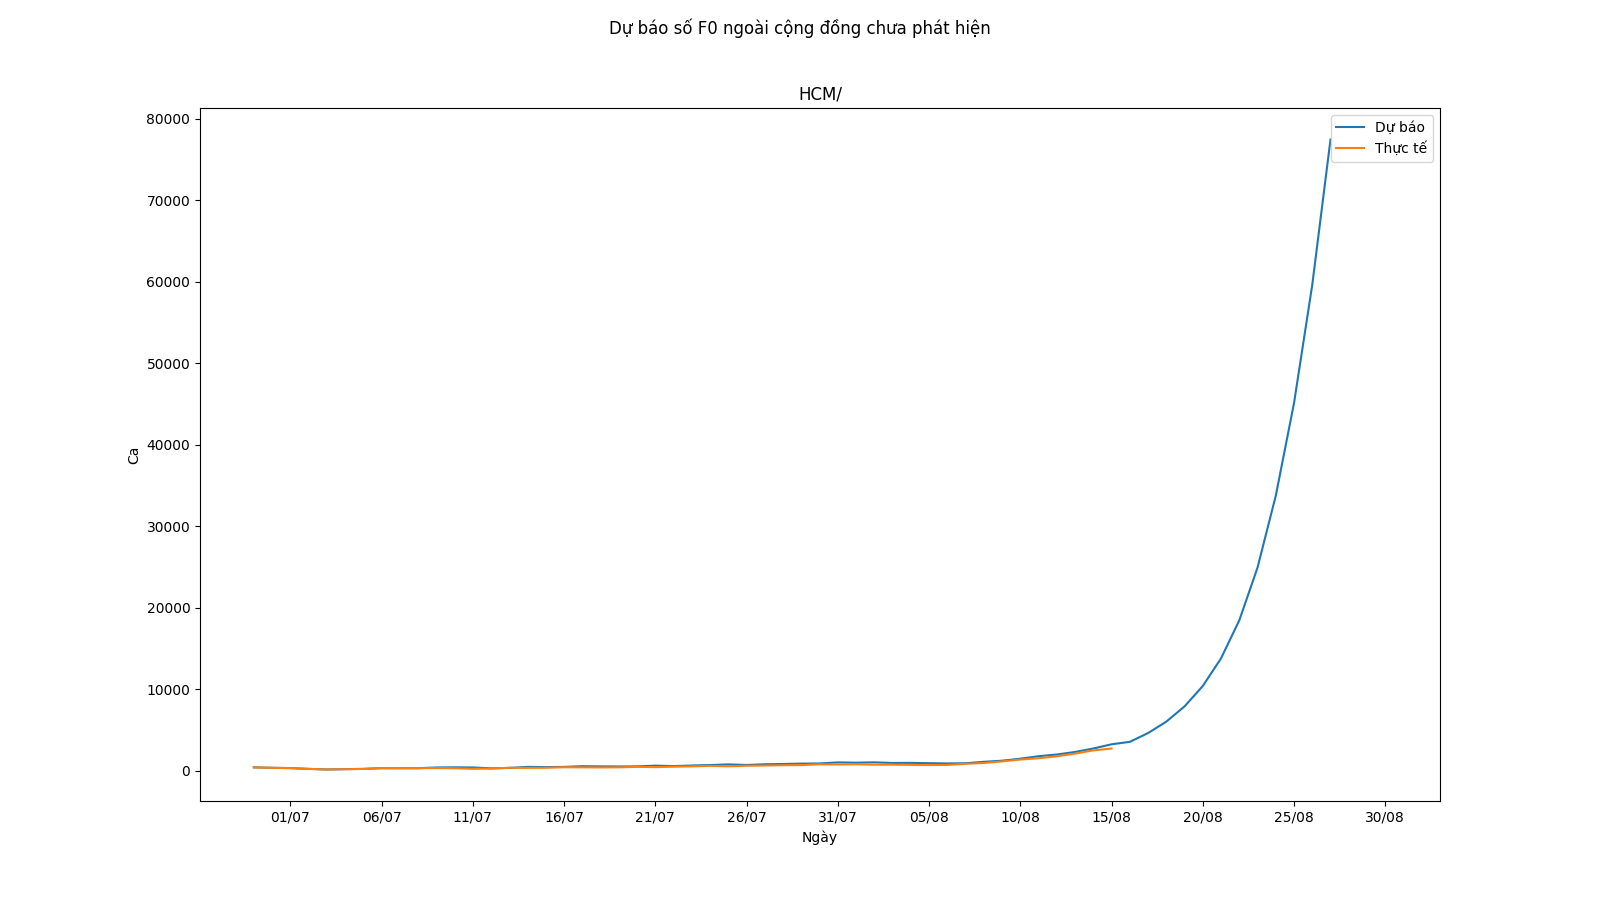 Dự báo số F0 ngoài cộng đồng chưa phát hiện
HCM/
80000
70000
60000
50000
40000
30000
20000
10000
0
Ca
Dự báo
Thực tế
01/07 06/07 11/07 16/07 21/07 26/07 31/07 05/08 10/08 15/08 20/08 25/08 30/08
Ngày